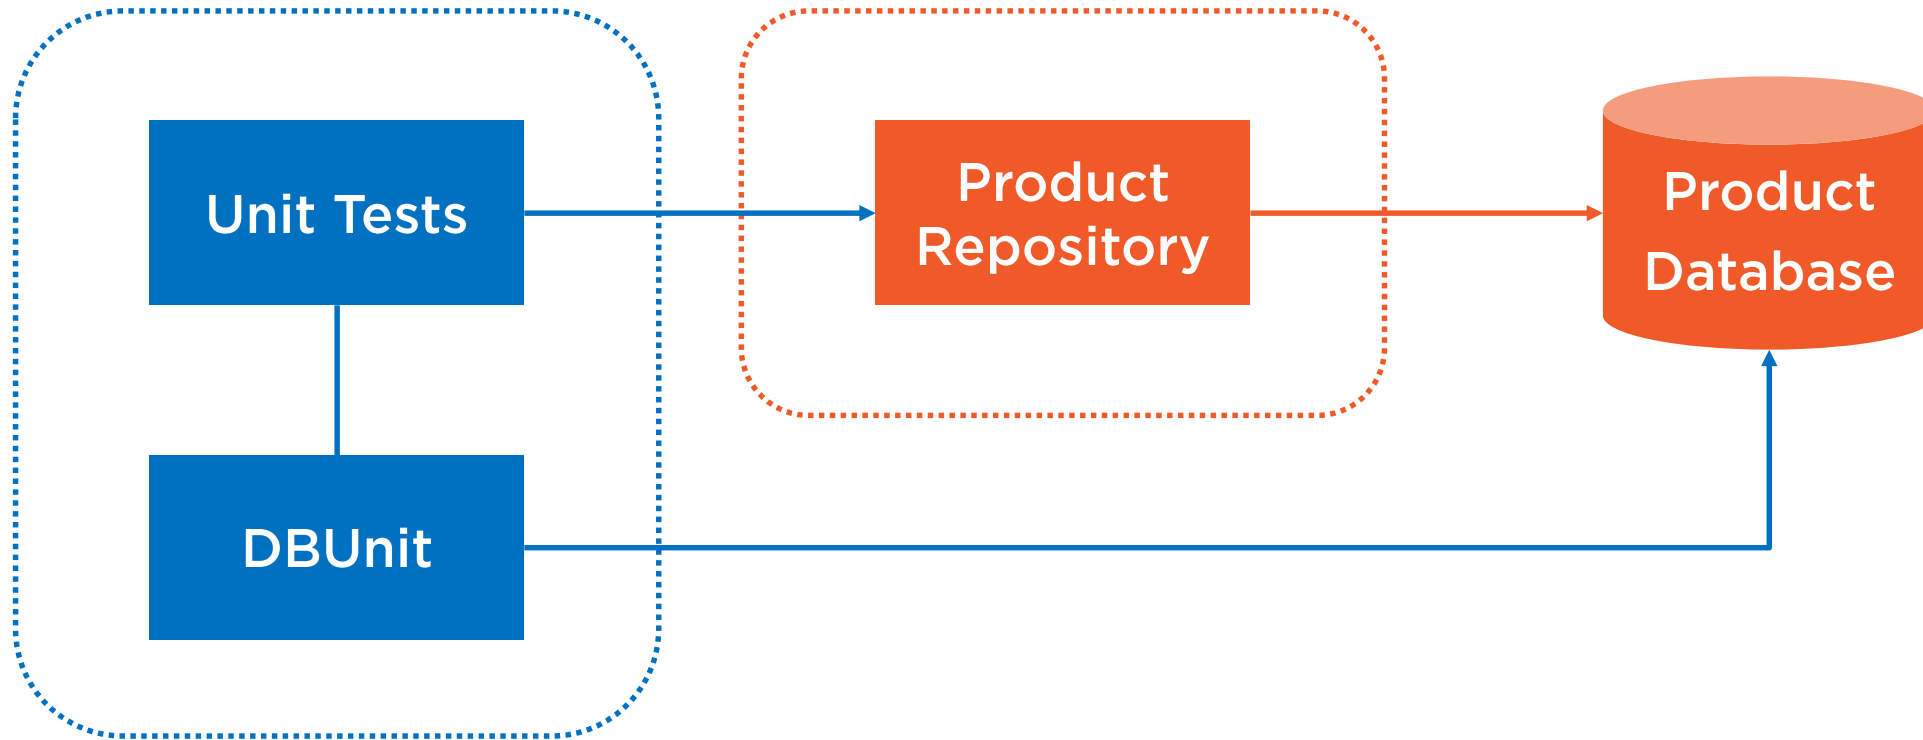 Unit Tests
Product
Repository
Product
Database
DBUnit